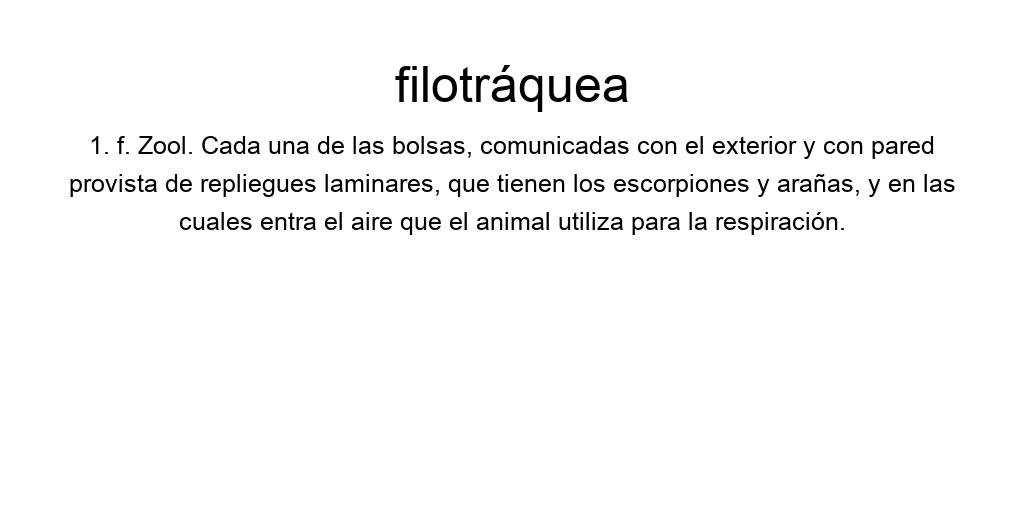 filotráquea
1. f. Zool. Cada una de las bolsas, comunicadas con el exterior y con pared
provista de repliegues laminares, que tienen los escorpiones y arañas, y en las
cuales entra el aire que el animal utiliza para la respiración.